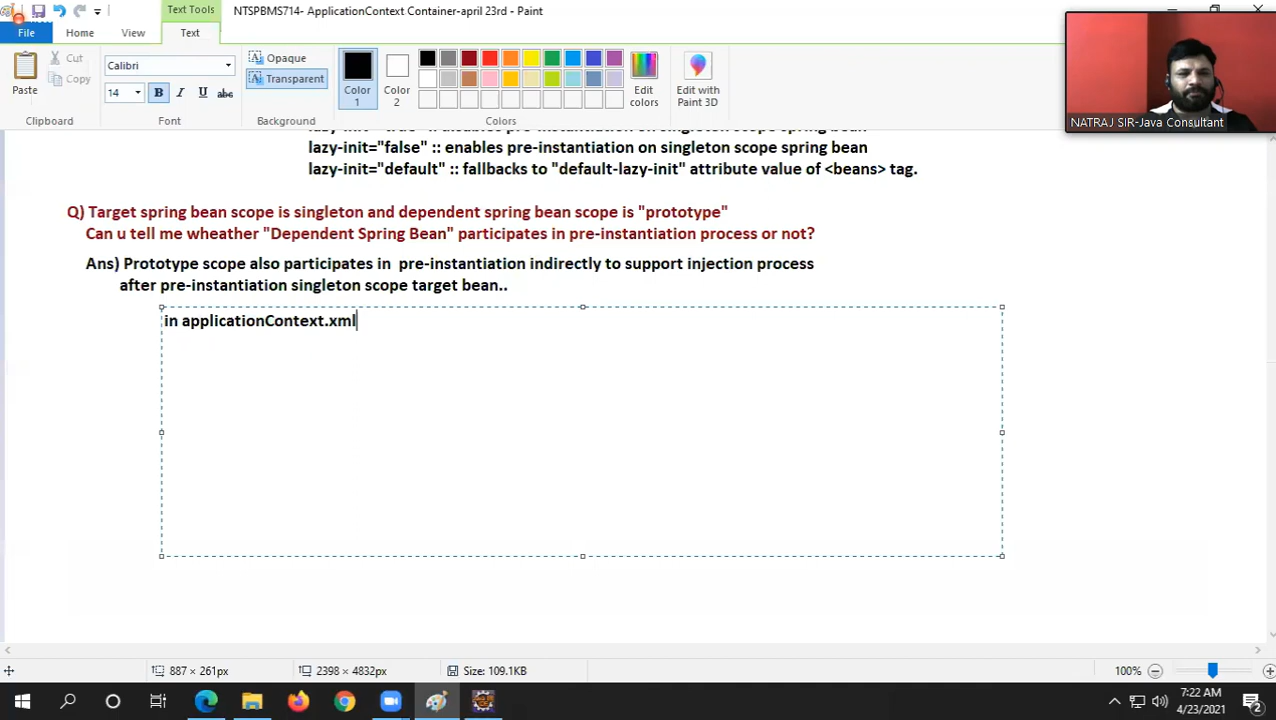 Text Tools
NTSPBMS714- ApplicationContext Container-april 23rd - Paint
File
Home
View
Text
Paste
Cut
Copy
Clipboard
Calibri
14
B
I
U
abc
Font
Opaque
Transparent
Background
Color 1
Color 2
Edit colors
Colors
Edit with Paint 3D
NATRAJ SIR-Java Consultant
lazy-init="false" :: enables pre-instantiation on singleton scope spring bean
lazy-init="default" :: fallbacks to "default-lazy-init" attribute value of <beans> tag.
Q) Target spring bean scope is singleton and dependent spring bean scope is "prototype"
Can u tell me wheather "Dependent Spring Bean" participates in pre-instantiation process or not?
Ans) Prototype scope also participates in pre-instantiation indirectly to support injection process
after pre-instantiation singleton scope target bean..
in applicationContext.xml
887 × 261px
2398 × 4832px
Size: 109.1KB
100%
7:22 AM
4/23/2021
2